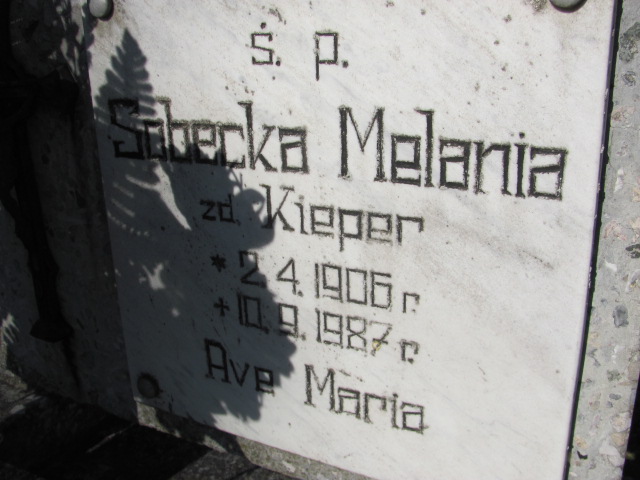 ś. p.
Sobecka Melania
zd. Kieper
* 2.4.1906 r.
+ 10.9.1987 r.
Ave Maria